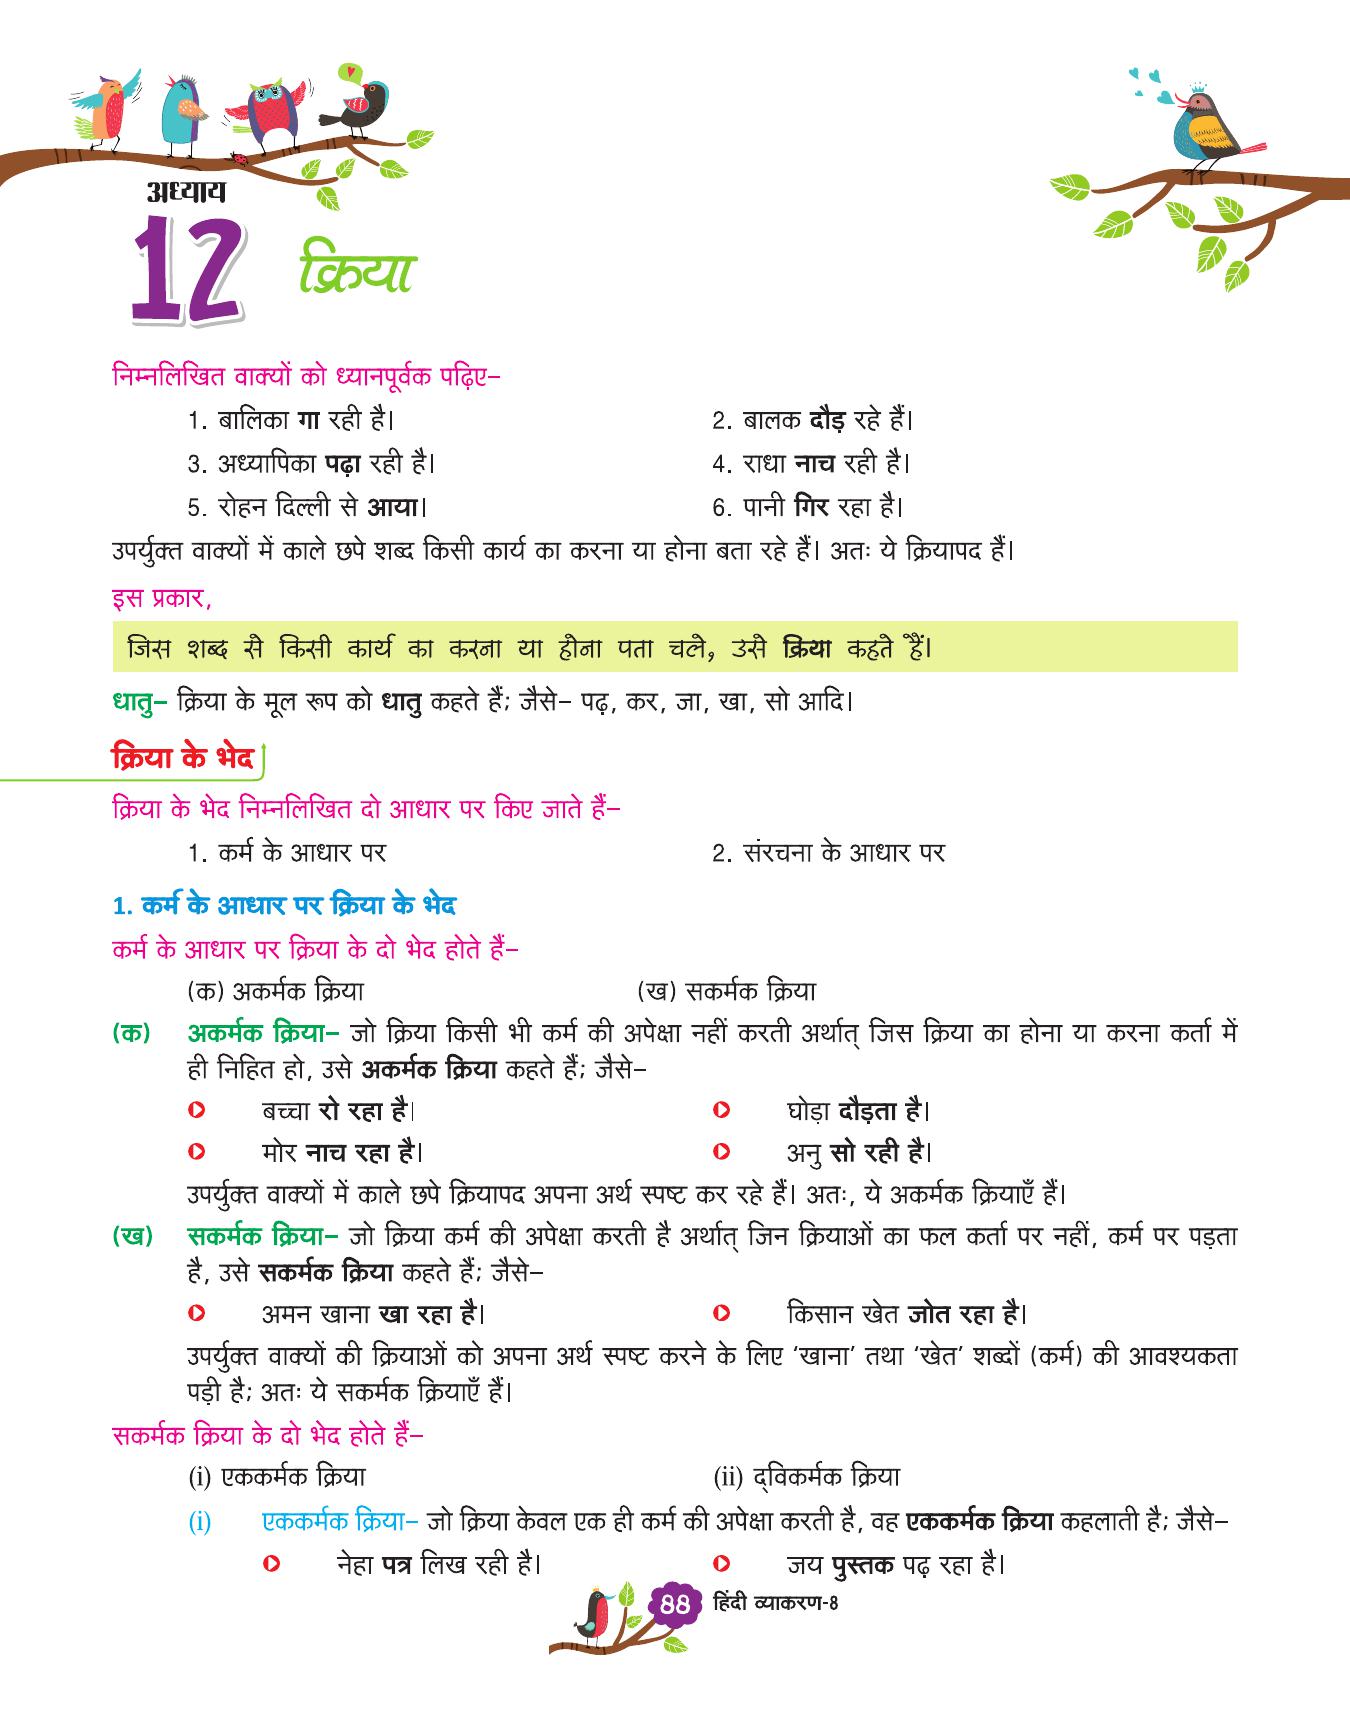 अध्याय
12
क्रिया
निम्नलिखित वाक्यों को ध्यानपूर्वक पढ़िए–
1. बालिका गा रही है। 2. बालक दौड़ रहे हैं।
3. अध्यापिका पढ़ा रही है। 4. राधा नाच रही है।
5. रोहन दिल्ली से आया। 6. पानी गिर रहा है।
उपर्युक्त वाक्यों में काले छपे शब्द किसी कार्य का करना या होना बता रहे हैं। अतः ये क्रियापद हैं।
इस प्रकार,
जिस शब्द से किसी कार्य का करना या होना पता चले, उसे क्रिया कहते हैं।
धातु– क्रिया के मूल रूप को धातु कहते हैं; जैसे– पढ़, कर, जा, खा, सो आदि।
क्रिया के भेद
क्रिया के भेद निम्नलिखित दो आधार पर किए जाते हैं–
1. कर्म के आधार पर 2. संरचना के आधार पर
1. कर्म के आधार पर क्रिया के भेद
कर्म के आधार पर क्रिया के दो भेद होते हैं–
(क) अकर्मक क्रिया (ख) सकर्मक क्रिया
(क) अकर्मक क्रिया– जो क्रिया किसी भी कर्म की अपेक्षा नहीं करती अर्थात् जिस क्रिया का होना या करना कर्ता में
ही निहित हो, उसे अकर्मक क्रिया कहते हैं; जैसे–
बच्चा रो रहा है। घोड़ा दौड़ता है।
मोर नाच रहा है। अनु सो रही है।
उपर्युक्त वाक्यों में काले छपे क्रियापद अपना अर्थ स्पष्ट कर रहे हैं। अतः, ये अकर्मक क्रियाएँ हैं।
(ख) सकर्मक क्रिया– जो क्रिया कर्म की अपेक्षा करती है अर्थात् जिन क्रियाओं का फल कर्ता पर नहीं, कर्म पर पड़ता
है, उसे सकर्मक क्रिया कहते हैं; जैसे–
अमन खाना खा रहा है। किसान खेत जोत रहा है।
उपर्युक्त वाक्यों की क्रियाओं को अपना अर्थ स्पष्ट करने के लिए ‘खाना’ तथा ‘खेत’ शब्दों (कर्म) की आवश्यकता
पड़ी है; अतः ये सकर्मक क्रियाएँ हैं।
सकर्मक क्रिया के दो भेद होते हैं–
(i) एककर्मक क्रिया (ii) द्‌विकर्मक क्रिया
(i) एककर्मक क्रिया– जो क्रिया केवल एक ही कर्म की अपेक्षा करती है, वह एककर्मक क्रिया कहलाती है; जैसे–
नेहा पत्र लिख रही है। जय पुस्तक पढ़ रहा है।
88 हिंदी व्याकरण-8